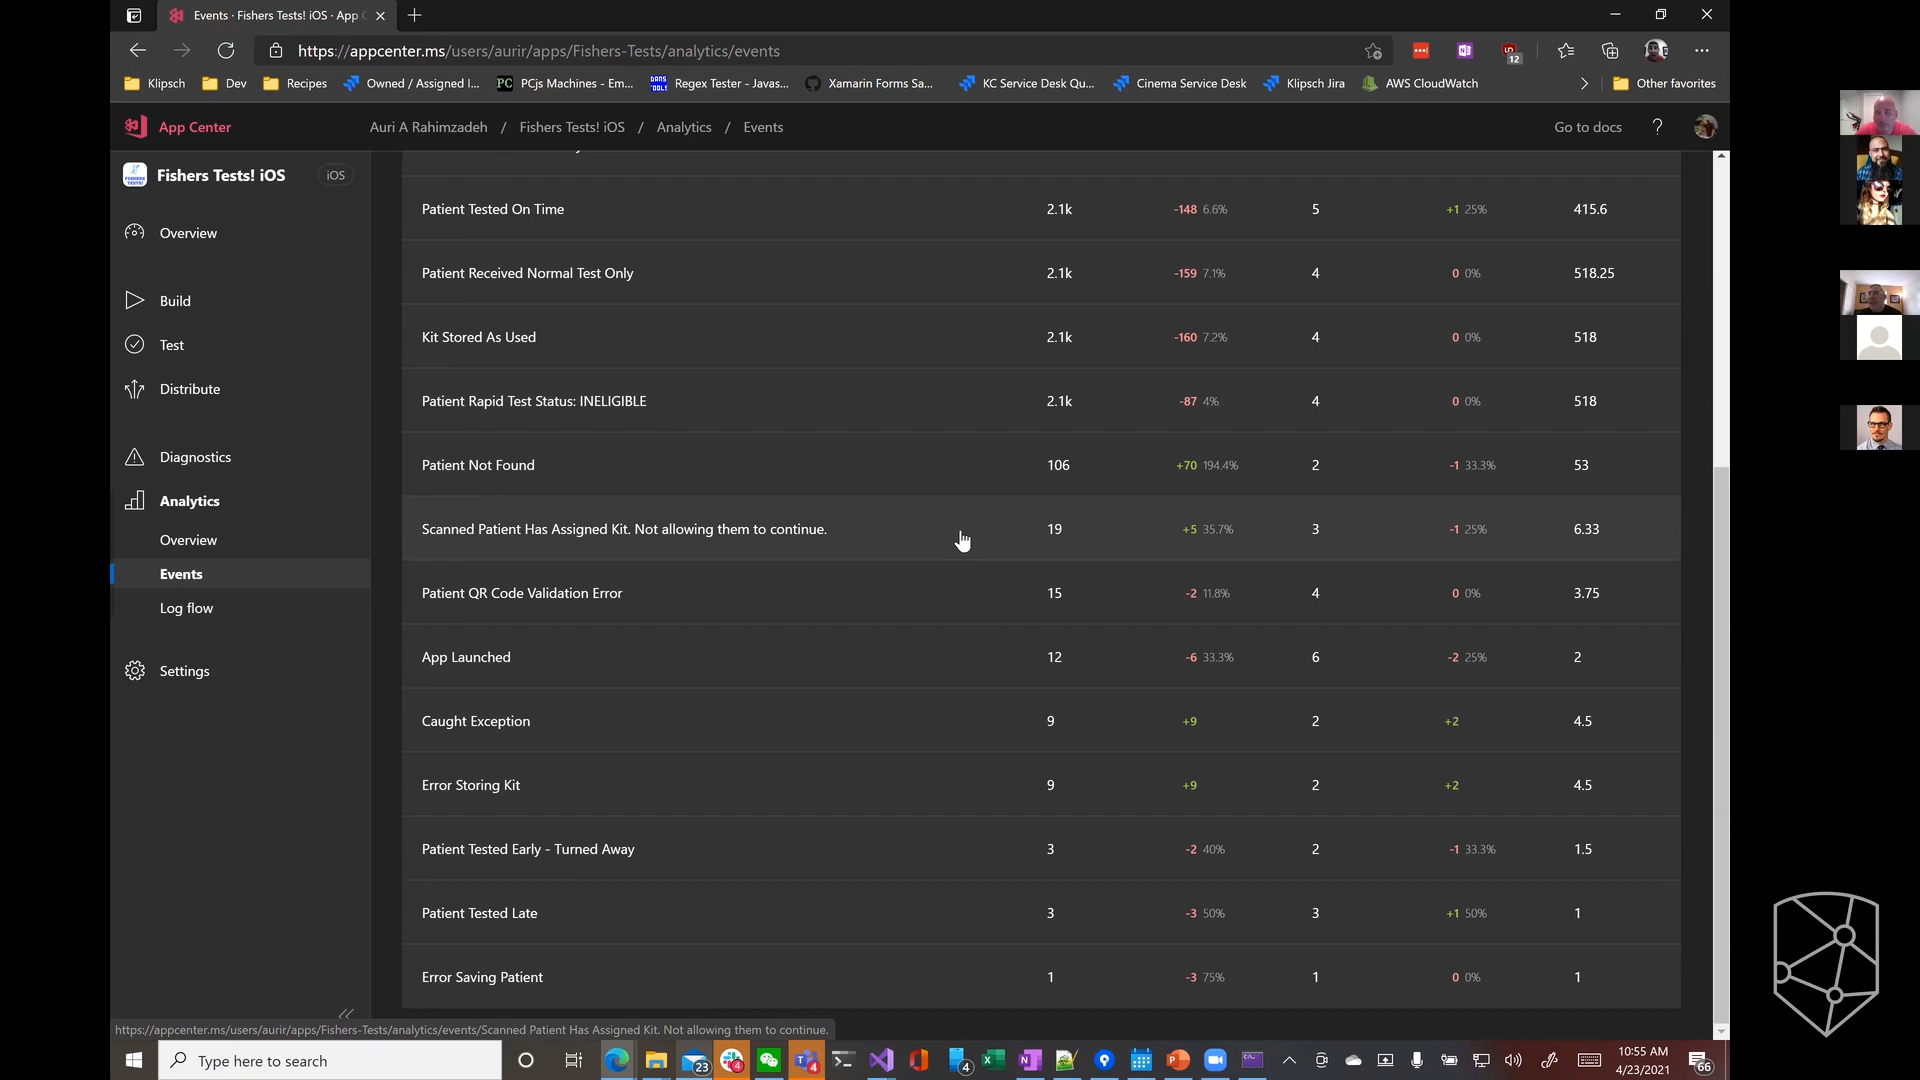 Events · Fishers Tests! iOS · App C
https://appcenter.ms/users/aurir/apps/Fishers-Tests/analytics/events
12
Klipsch Dev Recipes Owned / Assigned I... PC PCjs Machines - Em... Regex Tester - Javas... Xamarin Forms Sa... KC Service Desk Qu... Cinema Service Desk Klipsch Jira AWS CloudWatch Other favorites
App Center Auri A Rahimzadeh / Fishers Tests! iOS / Analytics / Events Go to docs ?
Fishers Tests! iOS iOS
Overview
Build
Test
Distribute
Diagnostics
Analytics
Overview
Events
Log flow
Settings
Patient Tested On Time 2.1k -148 6.6% 5 +1 25% 415.6
Patient Received Normal Test Only 2.1k -159 7.1% 4 0 0% 518.25
Kit Stored As Used 2.1k -160 7.2% 4 0 0% 518
Patient Rapid Test Status: INELIGIBLE 2.1k -87 4% 4 0 0% 518
Patient Not Found 106 +70 194.4% 2 -1 33.3% 53
Scanned Patient Has Assigned Kit. Not allowing them to continue. 19 +5 35.7% 3 -1 25% 6.33
Patient QR Code Validation Error 15 -2 11.8% 4 0 0% 3.75
App Launched 12 -6 33.3% 6 -2 25% 2
Caught Exception 9 +9 2 +2 4.5
Error Storing Kit 9 +9 2 +2 4.5
Patient Tested Early - Turned Away 3 -2 40% 2 -1 33.3% 1.5
Patient Tested Late 3 -3 50% 3 +1 50% 1
Error Saving Patient 1 -3 75% 1 0 0% 1
https://appcenter.ms/users/aurir/apps/Fishers-Tests/analytics/events/Scanned Patient Has Assigned Kit. Not allowing them to continue.
Type here to search 23 4 4 4 10:55 AM
4/23/2021 66